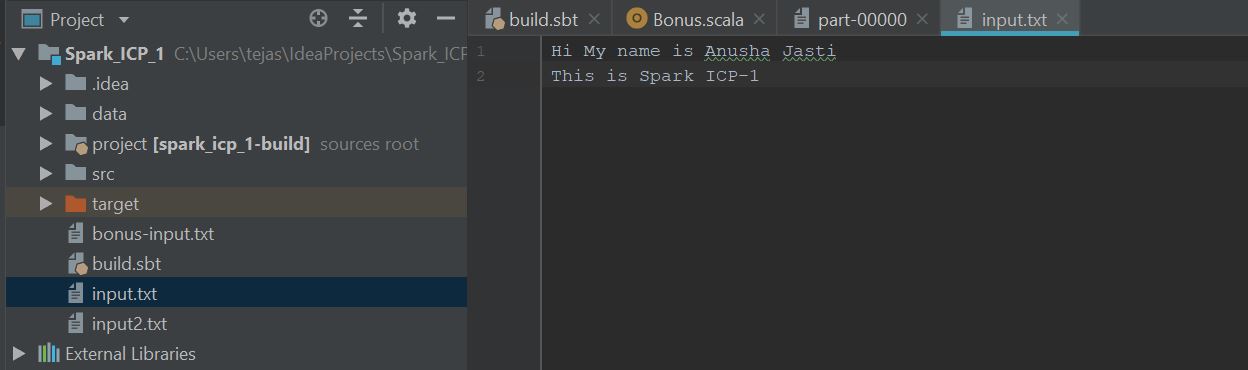 Project
Spark_ICP_1 C:\Users\tejas\IdeaProjects\Spark_ICP
.idea
data
project [spark_icp_1-build] sources root
src
target
bonus-input.txt
build.sbt
input.txt
input2.txt
External Libraries
build.sbt
Bonus.scala
part-00000
input.txt
1 Hi My name is Anusha Jasti
2 This is Spark ICP-1